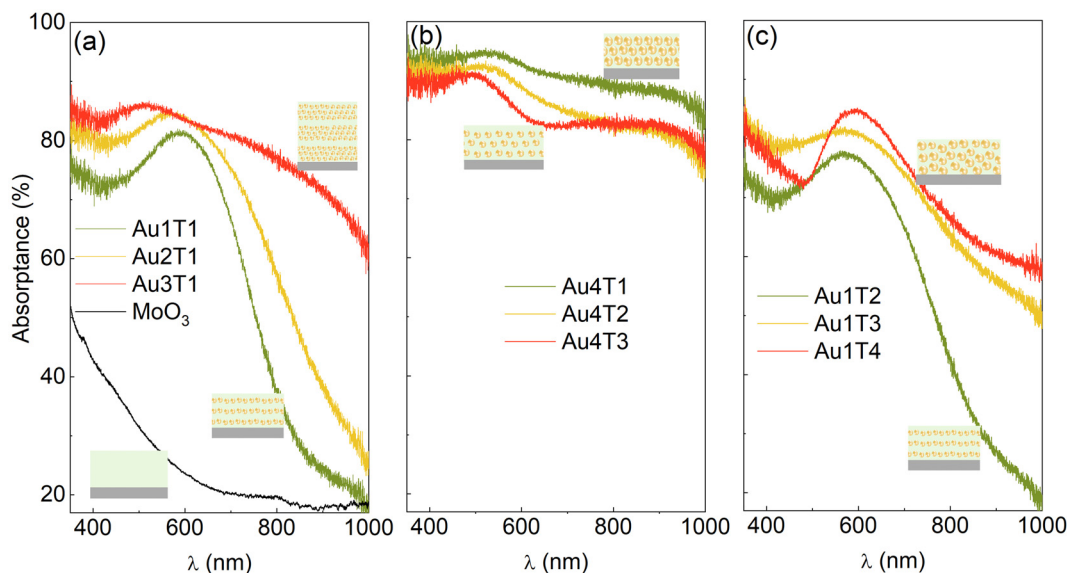 Absorptance (%)
100
80
60
40
20
(a)
Au1T1
Au2T1
Au3T1
MoO₃
400 600 800 1000
λ (nm)
(b)
Au4T1
Au4T2
Au4T3
400 600 800 1000
λ (nm)
(c)
Au1T2
Au1T3
Au1T4
400 600 800 1000
λ (nm)